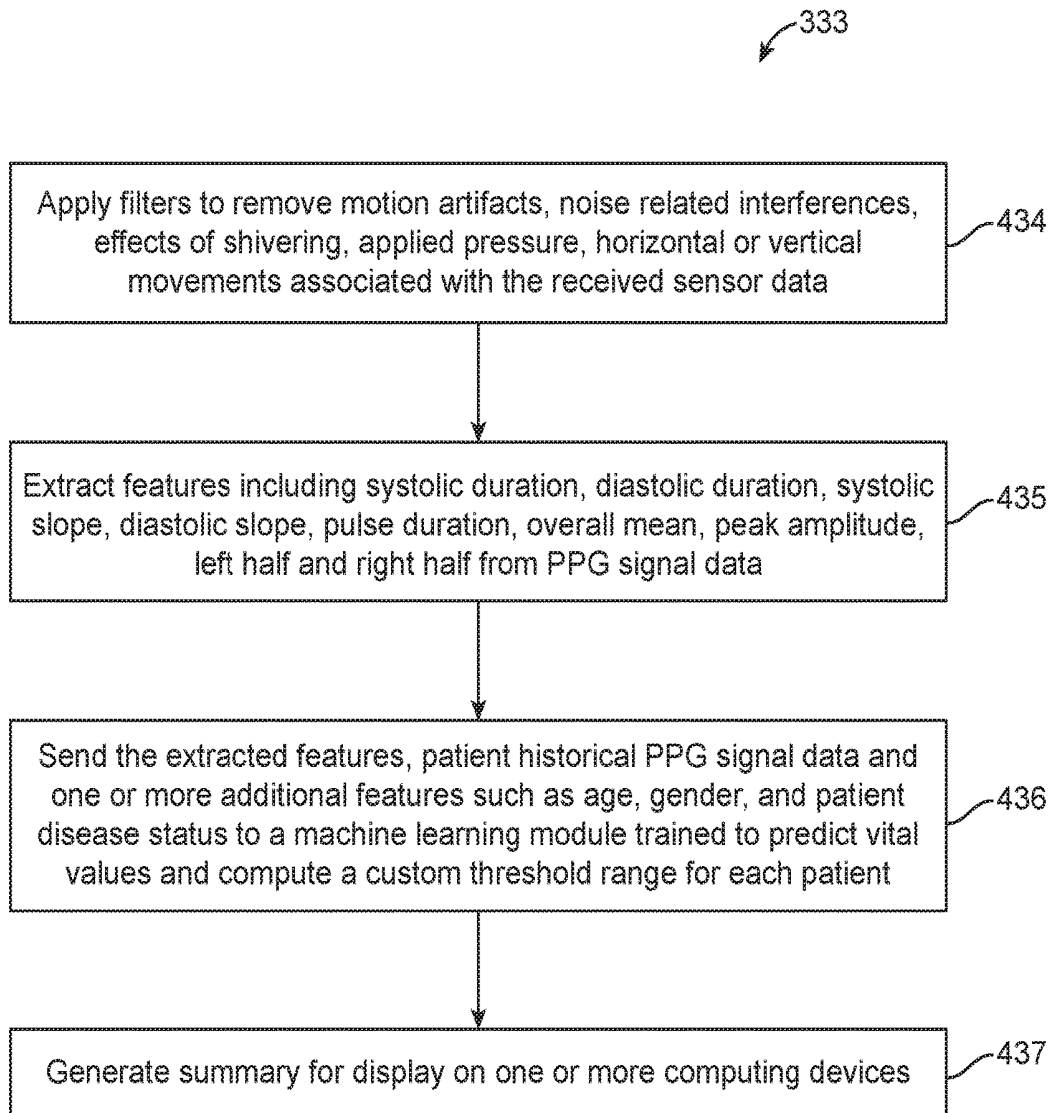 333
Apply filters to remove motion artifacts, noise related interferences,
effects of shivering, applied pressure, horizontal or vertical
movements associated with the received sensor data
434
Extract features including systolic duration, diastolic duration, systolic
slope, diastolic slope, pulse duration, overall mean, peak amplitude,
left half and right half from PPG signal data
435
Send the extracted features, patient historical PPG signal data and
one or more additional features such as age, gender, and patient
disease status to a machine learning module trained to predict vital
values and compute a custom threshold range for each patient
436
Generate summary for display on one or more computing devices
437